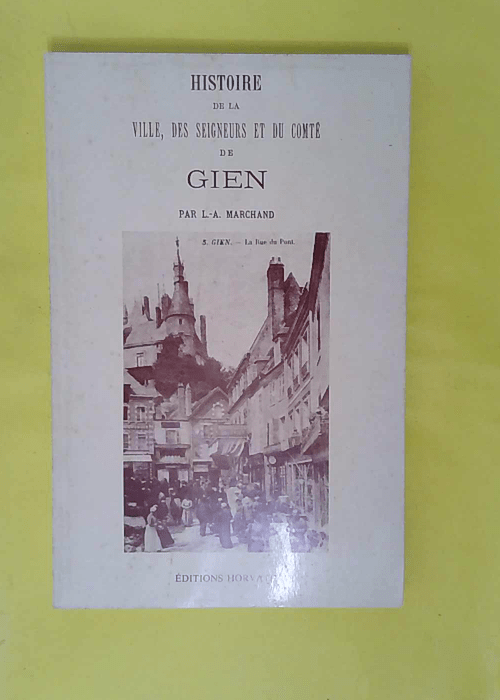 HISTOIRE
DE LA
VILLE, DES SEIGNEURS ET DU COMTÉ
DE
GIEN
PAR L.-A. MARCHAND
5. GIEN. — La Rue du Pont
ÉDITIONS